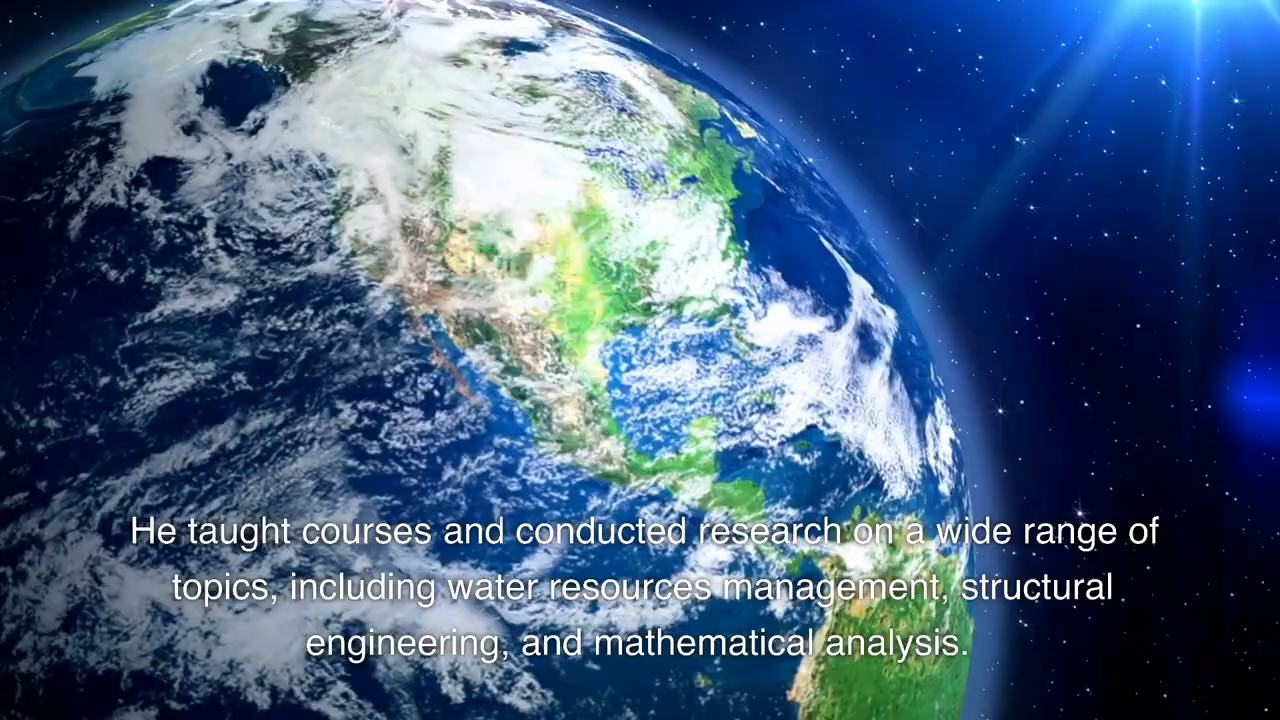 He taught courses and conducted research on a wide range of
topics, including water resources management, structural
engineering, and mathematical analysis.